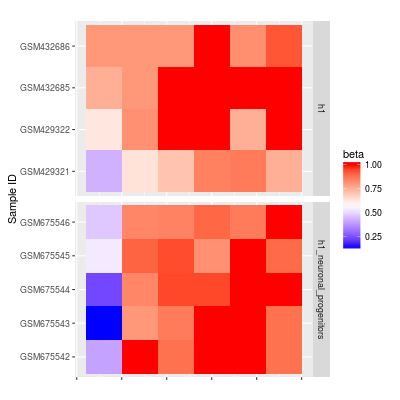 GSM432686
GSM432685
GSM429322
GSM429321
h1
GSM675546
GSM675545
GSM675544
GSM675543
GSM675542
h1_neuronal_progenitors
Sample ID
beta
1.00
0.75
0.50
0.25